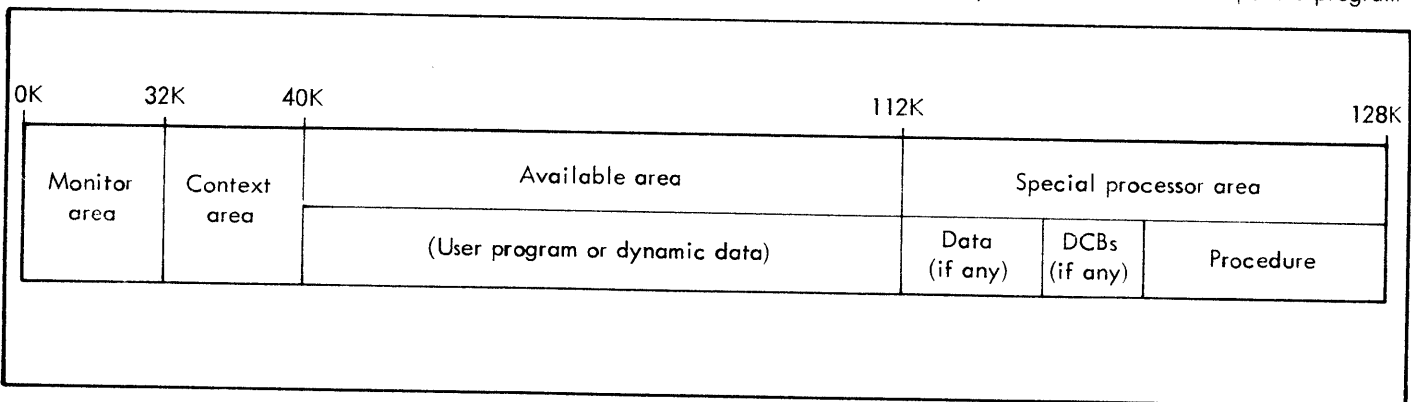 program
0K 32K 40K 112K 128K
Monitor area
Context area
Available area
(User program or dynamic data)
Special processor area
Data (if any)
DCBs (if any)
Procedure